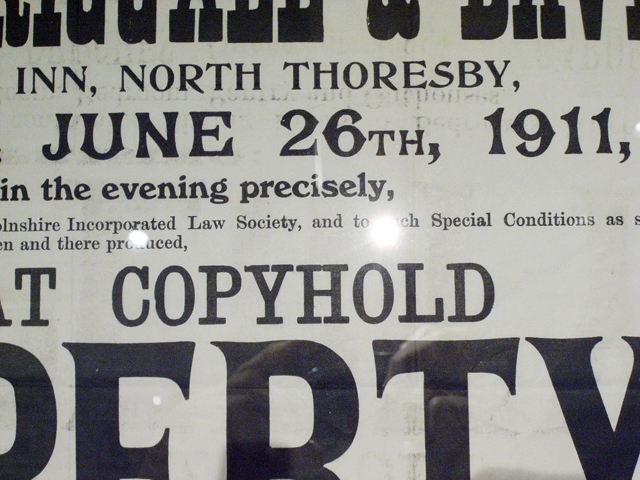 INN, NORTH THORESBY,
JUNE 26TH, 1911,
in the evening precisely,
Incorporated Law Society, and to such Special Conditions as
and there produced,
AT COPYHOLD
PERTY